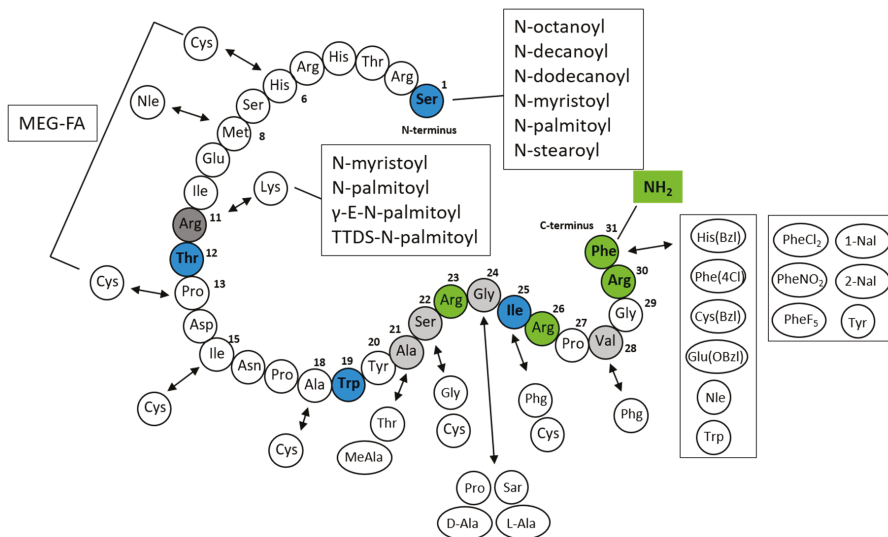 N-octanoyl
N-decanoyl
N-dodecanoyl
N-myristoyl
N-palmitoyl
N-stearoyl
Cys
His
Arg
His
Thr
Arg
Ser
1
6
N-terminus
Nle
Ser
Met
8
MEG-FA
Glu
Ile
Lys
N-myristoyl
N-palmitoyl
γ-E-N-palmitoyl
TTDS-N-palmitoyl
NH2
Arg
11
Thr
12
C-terminus
31
Phe
Arg
30
Gly
29
Cys
Pro
13
Asp
Ile
15
Asn
Pro
Ala
18
Trp
19
Tyr
20
Ala
21
Ser
22
Arg
23
Gly
24
Ile
25
Arg
26
Pro
27
Val
28
His(Bzl)
Phe(4Cl)
Cys(Bzl)
Glu(OBzl)
Nle
Trp
PheCl2
1-Nal
PheNO2
2-Nal
PheF5
Tyr
Cys
Cys
Thr
MeAla
Gly
Cys
Phg
Cys
Phg
Pro
Sar
D-Ala
L-Ala